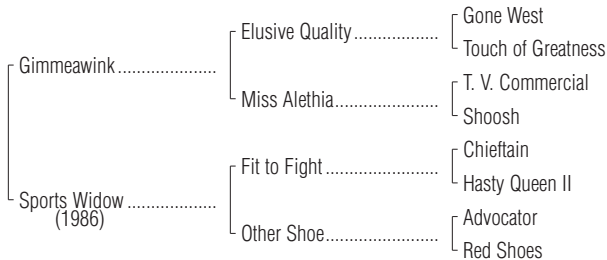 Gone West
Elusive Quality
Touch of Greatness
Gimmeawink
T. V. Commercial
Miss Alethia
Shoosh
Chieftain
Fit to Fight
Hasty Queen II
Sports Widow
(1986)
Advocator
Other Shoe
Red Shoes